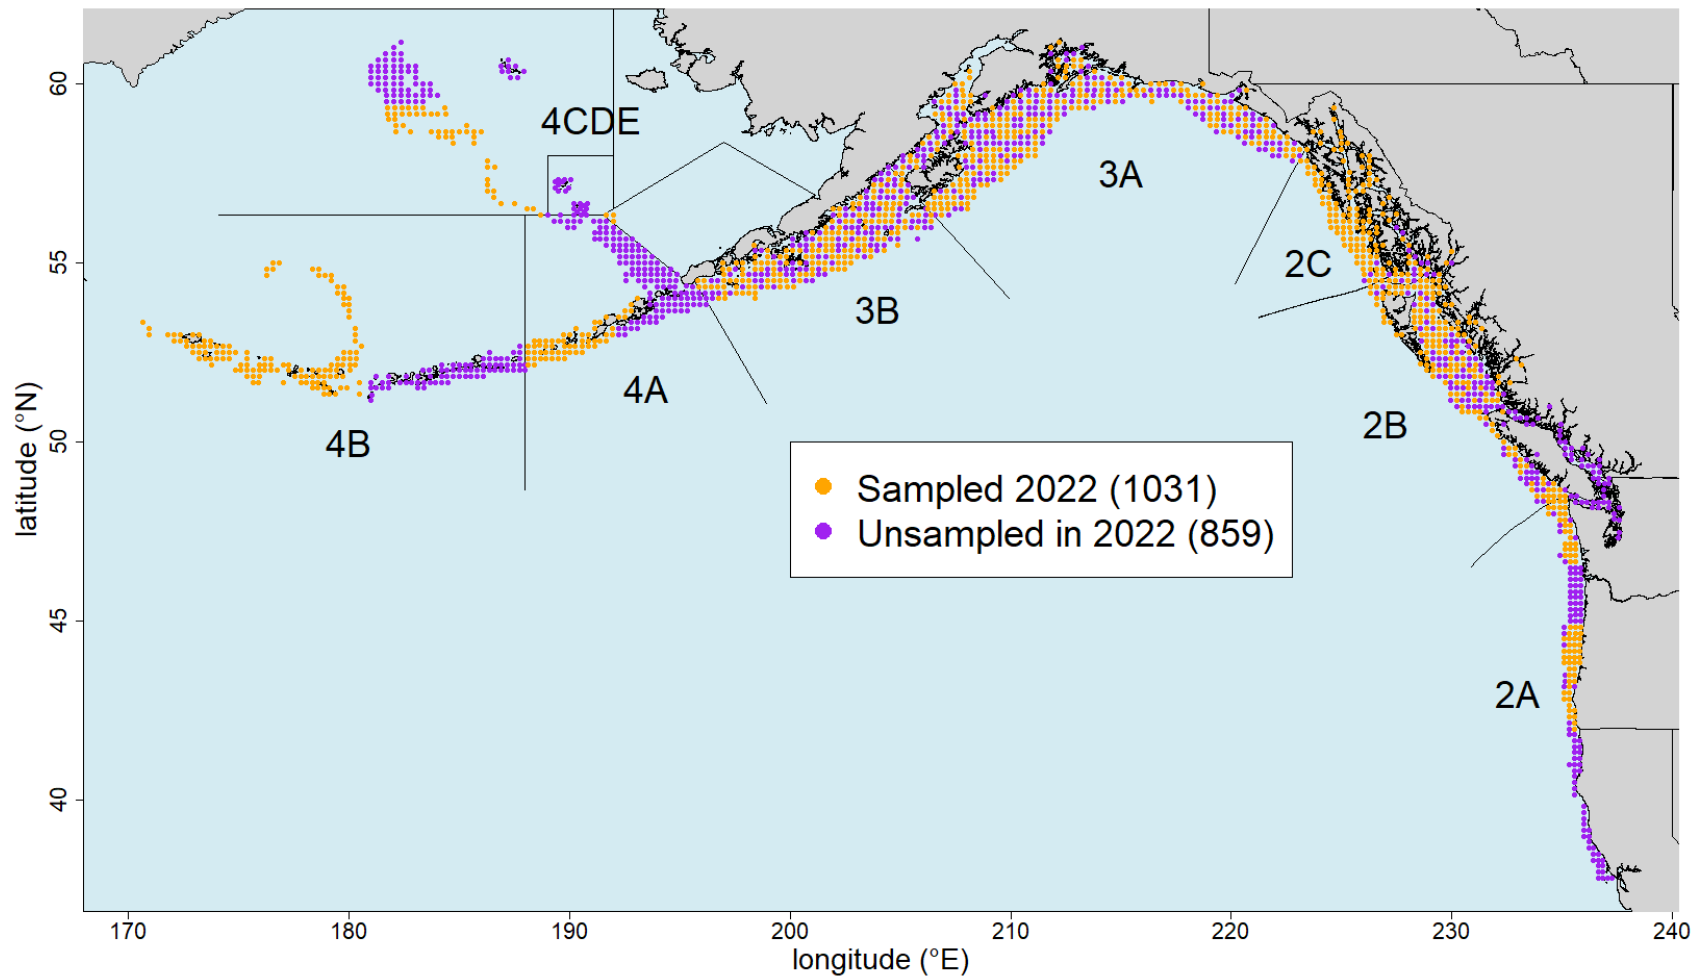 60
55
50
45
40
latitude (°N)
4CDE
3A
2C
3B
4A
2B
4B
2A
Sampled 2022 (1031)
Unsampled in 2022 (859)
170
180
190
200
210
220
230
240
longitude (°E)